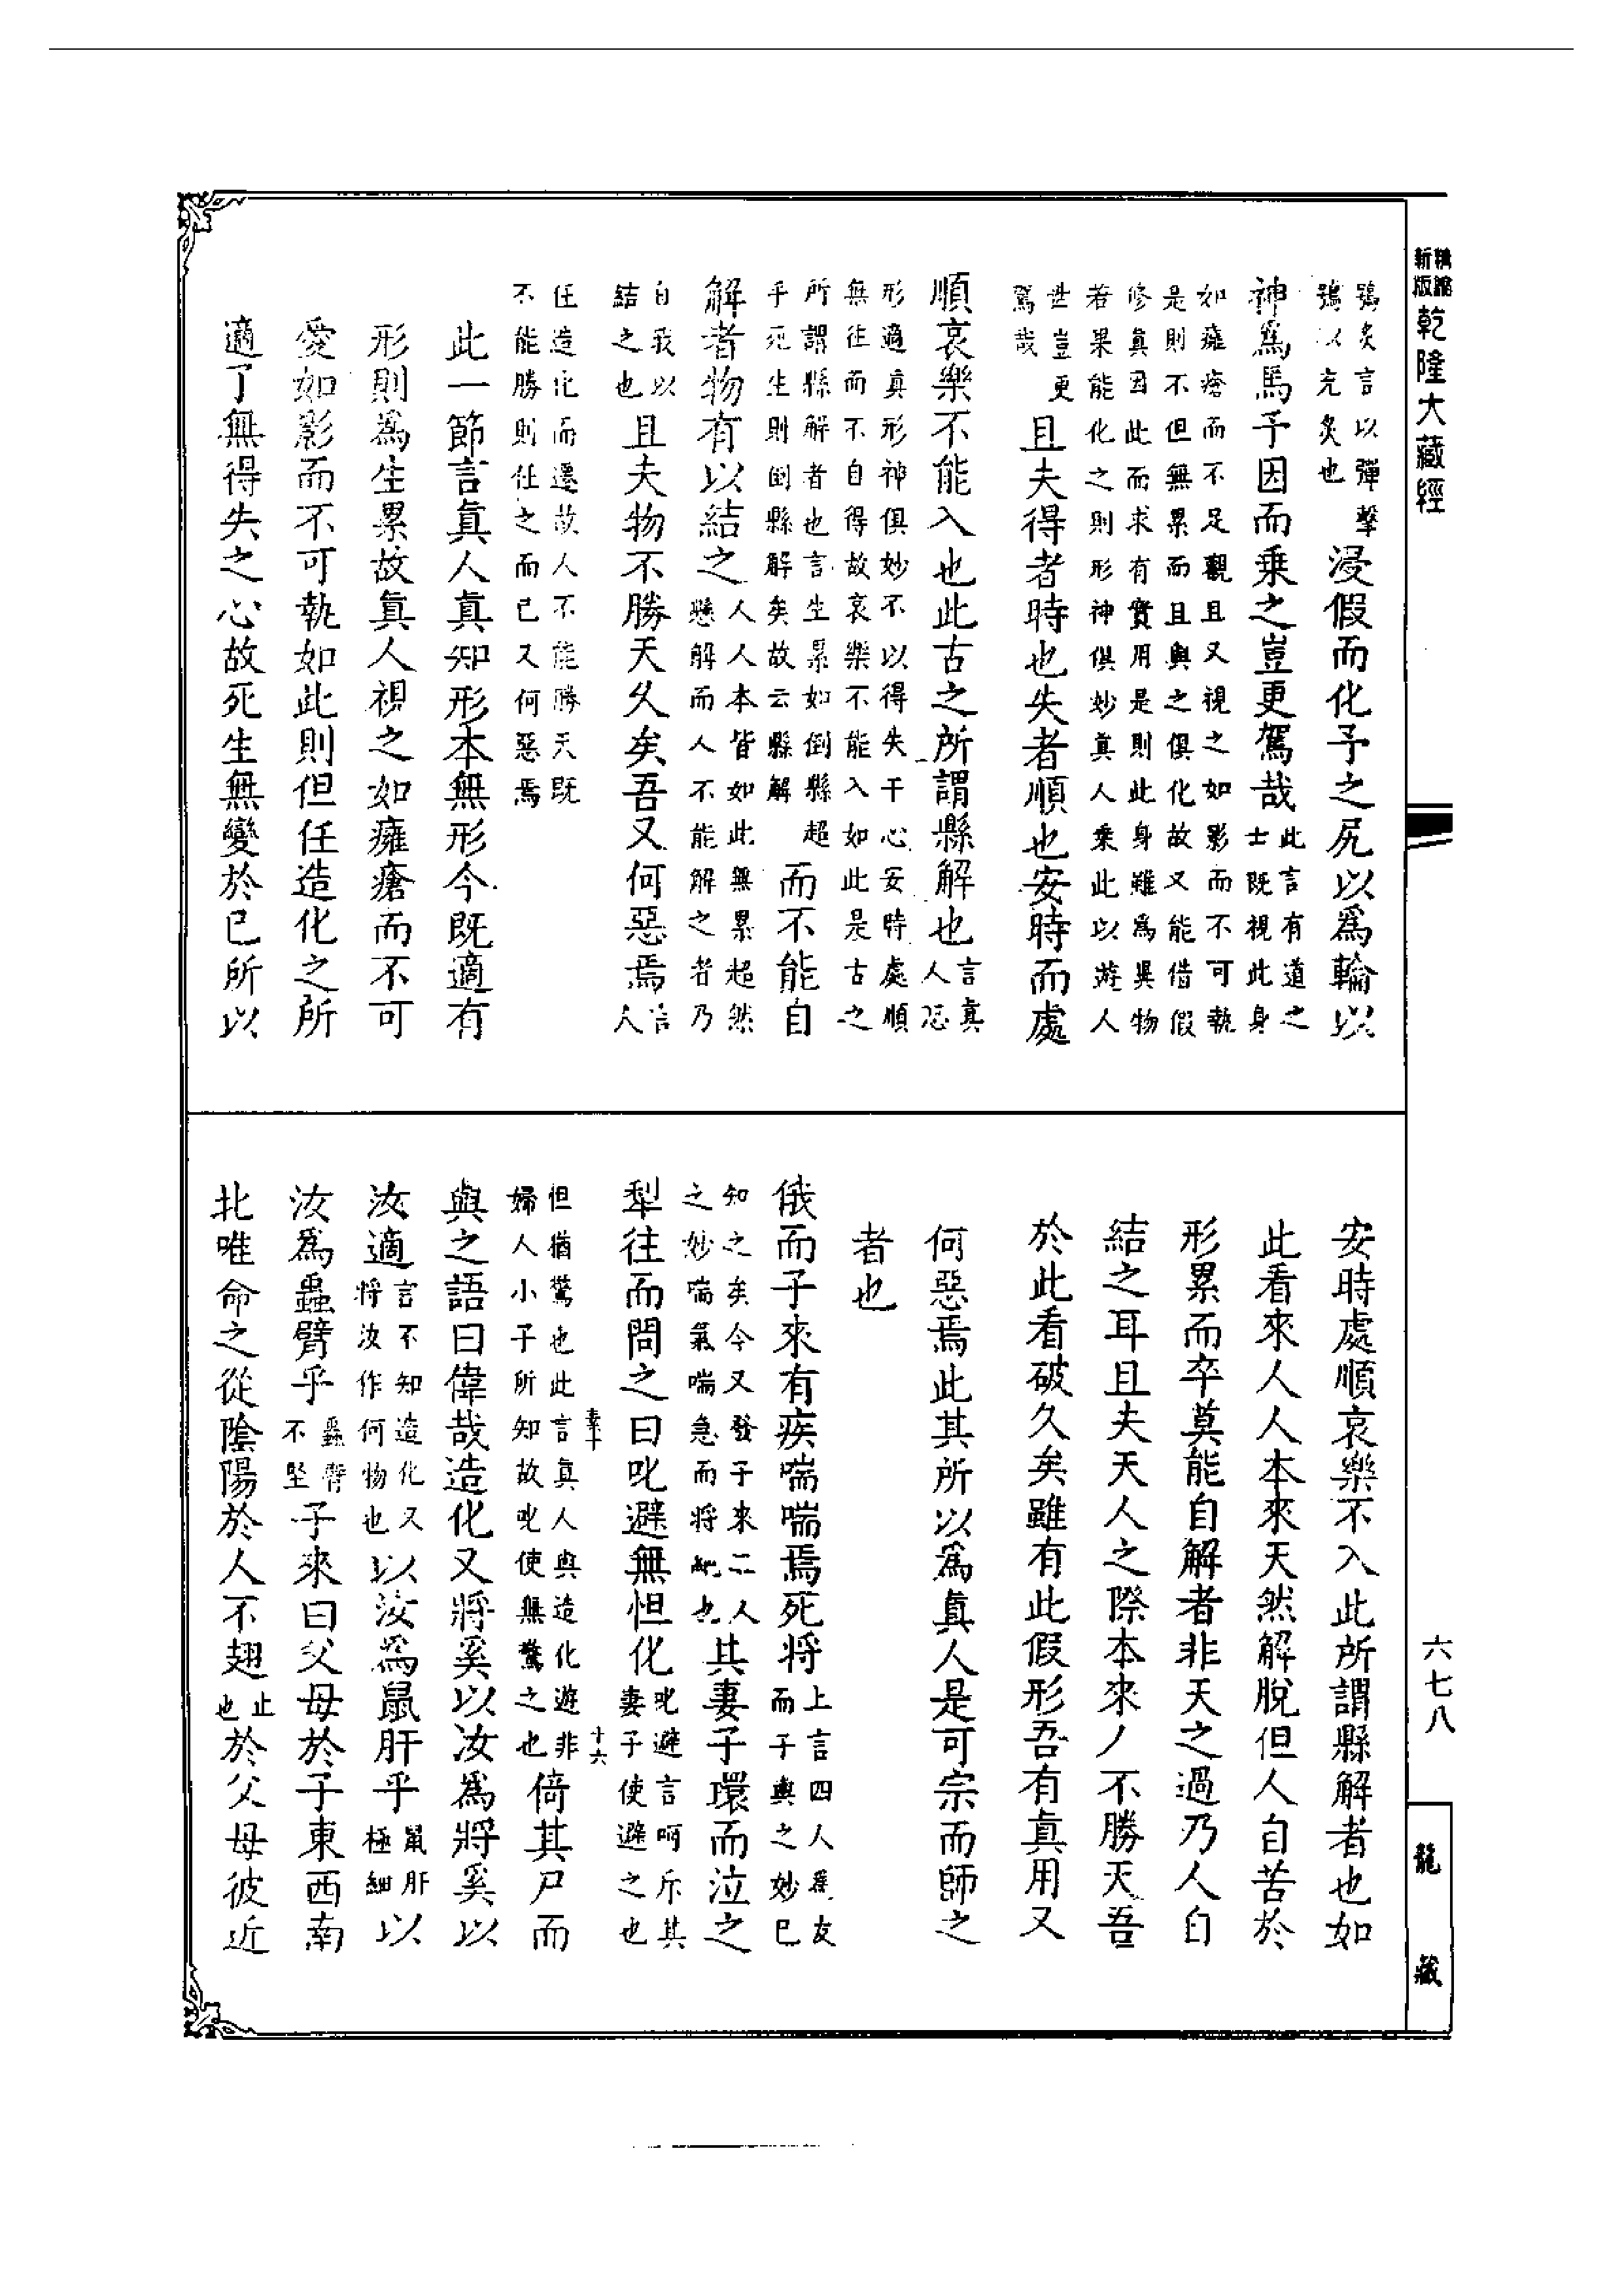 精縮
新版
乾隆大藏經
鴞炙言以彈擊
鴞以充炙也
浸假而化予之尻以爲輪以
神爲馬予因而乗之豈更駕哉
此言有道之
士既視此身
如癰瘡而不足觀且又視之如影而不可執
是則不但無累而且與之俱化故又能借假
修真因此而求有實用是則此身雖爲異物
若果能化之則形神俱妙真人乗此以遊人
世豈更
駕哉
且夫得者時也失者順也安時而處
順哀樂不能入也此古之所謂縣解也
言真
人忘
形適真形神俱妙不以得失干心安時處順
無往而不自得故哀樂不能入如此是古之
所謂縣解者也言生累如倒縣超
乎死生則倒縣解矣故云縣解
而不能自
解者物有以結之
人人本皆如此無累超然
懸解而人不能解之者乃
自我以
結之也
且夫物不勝天久矣吾又何惡焉
言
人
任造化而遷故人不能勝天既
不能勝則任之而已又何惡焉
此一節言真人真知形本無形今既適有
形則爲生累故真人視之如癰瘡而不可
愛如影而不可執如此則但任造化之所
適了無得失之心故死生無變於已所以
安時處順哀樂不入此所謂縣解者也如
此看來人人本來天然解脫但人自苦於
形累而卒莫能自解者非天之過乃人自
結之耳且夫天人之際本來人不勝天吾
於此看破久矣雖有此假形吾有真用又
何惡焉此其所以爲真人是可宗而師之
者也
俄而子來有疾喘喘焉死將
上言四人爲友
而子輿之妙已
知之矣今又發子來二人
之妙喘氣喘急而將死也
其妻子環而泣之
犁往而問之曰叱避無怛化
叱避言呵斥其
妻子使避之也
怛猶驚也此言真人與造化遊非
婦人小子所知故叱使無驚之也
倚其戸而
與之語曰偉哉造化又將奚以汝爲將奚以
汝適
言不知造化又
將汝作何物也
以汝爲鼠肝乎
鼠肝
極細
以
汝爲蟲臂乎
蟲臂
不堅
子來曰父母於子東西南
北唯命之從陰陽於人不翅
止
也
於父母彼近
素十
十六
六七八
龍藏